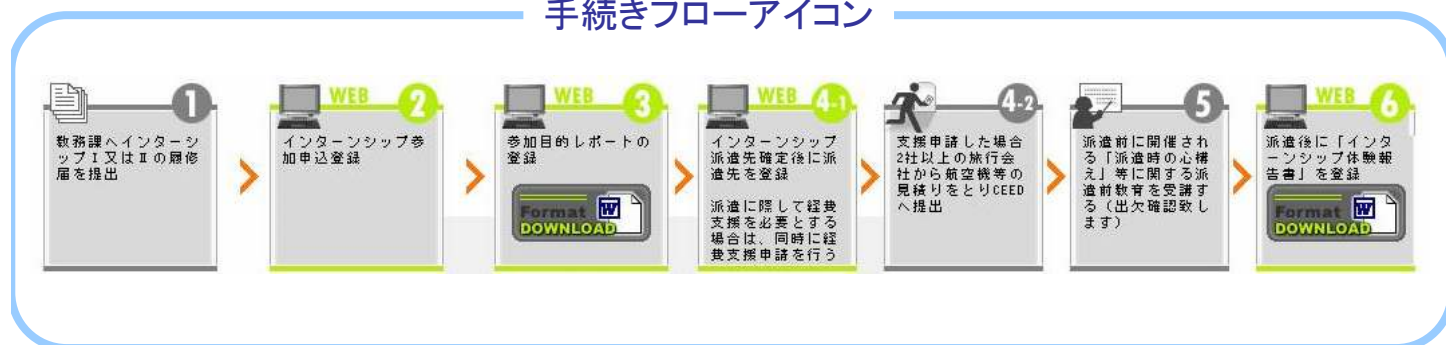 手続きフローアイコン
1
教務課へインターシ
ップⅠ又はⅡの履修
届を提出
WEB 2
インターンシップ参
加申込登録
WEB 3
参加目的レポートの
登録
Format W
DOWNLOAD
WEB 4-1
インターンシップ
派遣先確定後に派
遣先を登録
派遣に際して経費
支援を必要とする
場合は、同時に経
費支援申請を行う
4-2
支援申請した場合
2社以上の旅行会
社から航空機等の
見積りをとりCEED
へ提出
5
派遣前に開催され
る「派遣時の心構
え」等に関する派
遣前教育を受講す
る（出欠確認致し
ます）
WEB 6
派遣後に「インタ
ーンシップ体験報
告書」を登録
Format W
DOWNLOAD